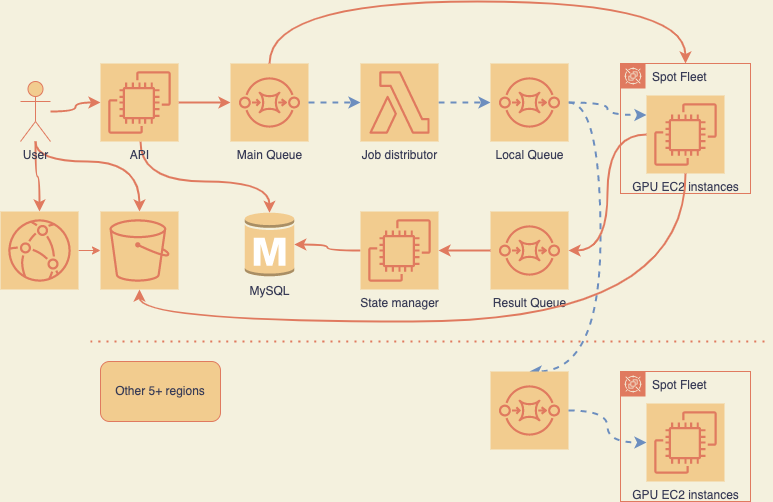 Spot Fleet
User
API
Main Queue
Job distributor
Local Queue
GPU EC2 instances
M
MySQL
State manager
Result Queue
Other 5+ regions
Spot Fleet
GPU EC2 instances